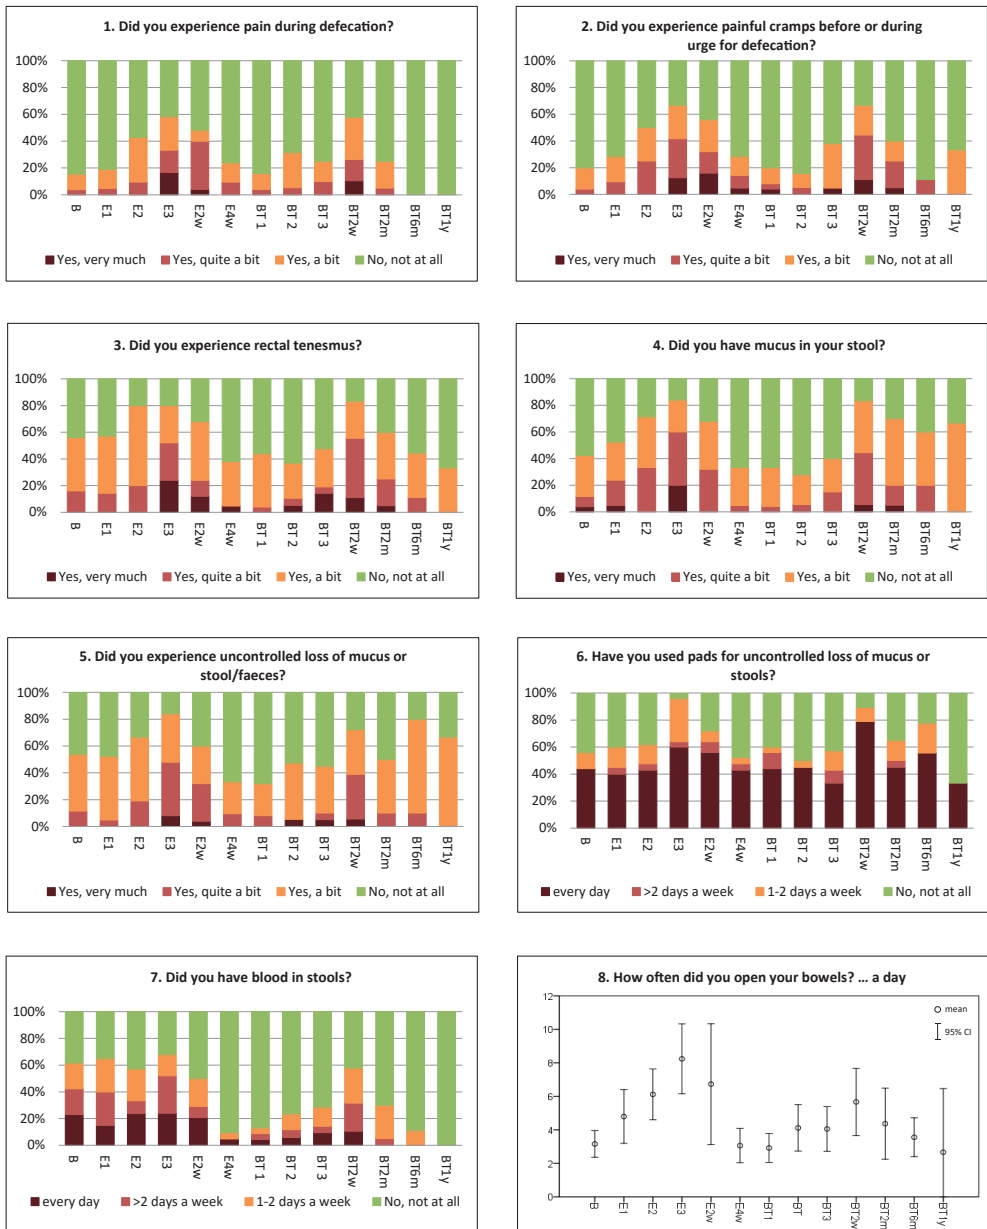 1. Did you experience pain during defecation?
100%
80%
60%
40%
20%
0%
B E1 E2 E3 E2w E4w BT 1 BT 2 BT 3 BT2w BT2m BT6m BT1y
Yes, very much Yes, quite a bit Yes, a bit No, not at all
2. Did you experience painful cramps before or during
urge for defecation?
100%
80%
60%
40%
20%
0%
B E1 E2 E3 E2w E4w BT 1 BT 2 BT 3 BT2w BT2m BT6m BT1y
Yes, very much Yes, quite a bit Yes, a bit No, not at all
3. Did you experience rectal tenesmus?
100%
80%
60%
40%
20%
0%
B E1 E2 E3 E2w E4w BT 1 BT 2 BT 3 BT2w BT2m BT6m BT1y
Yes, very much Yes, quite a bit Yes, a bit No, not at all
4. Did you have mucus in your stool?
100%
80%
60%
40%
20%
0%
B E1 E2 E3 E2w E4w BT 1 BT 2 BT 3 BT2w BT2m BT6m BT1y
Yes, very much Yes, quite a bit Yes, a bit No, not at all
5. Did you experience uncontrolled loss of mucus or
stool/faeces?
100%
80%
60%
40%
20%
0%
B E1 E2 E3 E2w E4w BT 1 BT 2 BT 3 BT2w BT2m BT6m BT1y
Yes, very much Yes, quite a bit Yes, a bit No, not at all
6. Have you used pads for uncontrolled loss of mucus or
stools?
100%
80%
60%
40%
20%
0%
B E1 E2 E3 E2w E4w BT 1 BT 2 BT 3 BT2w BT2m BT6m BT1y
every day >2 days a week 1-2 days a week No, not at all
7. Did you have blood in stools?
100%
80%
60%
40%
20%
0%
B E1 E2 E3 E2w E4w BT 1 BT 2 BT 3 BT2w BT2m BT6m BT1y
every day >2 days a week 1-2 days a week No, not at all
8. How often did you open your bowels? ... a day
12
10
8
6
4
2
0
mean
95% CI
B E1 E2 E3 E2w E4w BT1 BT BT3 BT2w BT2m BT6m BT1y